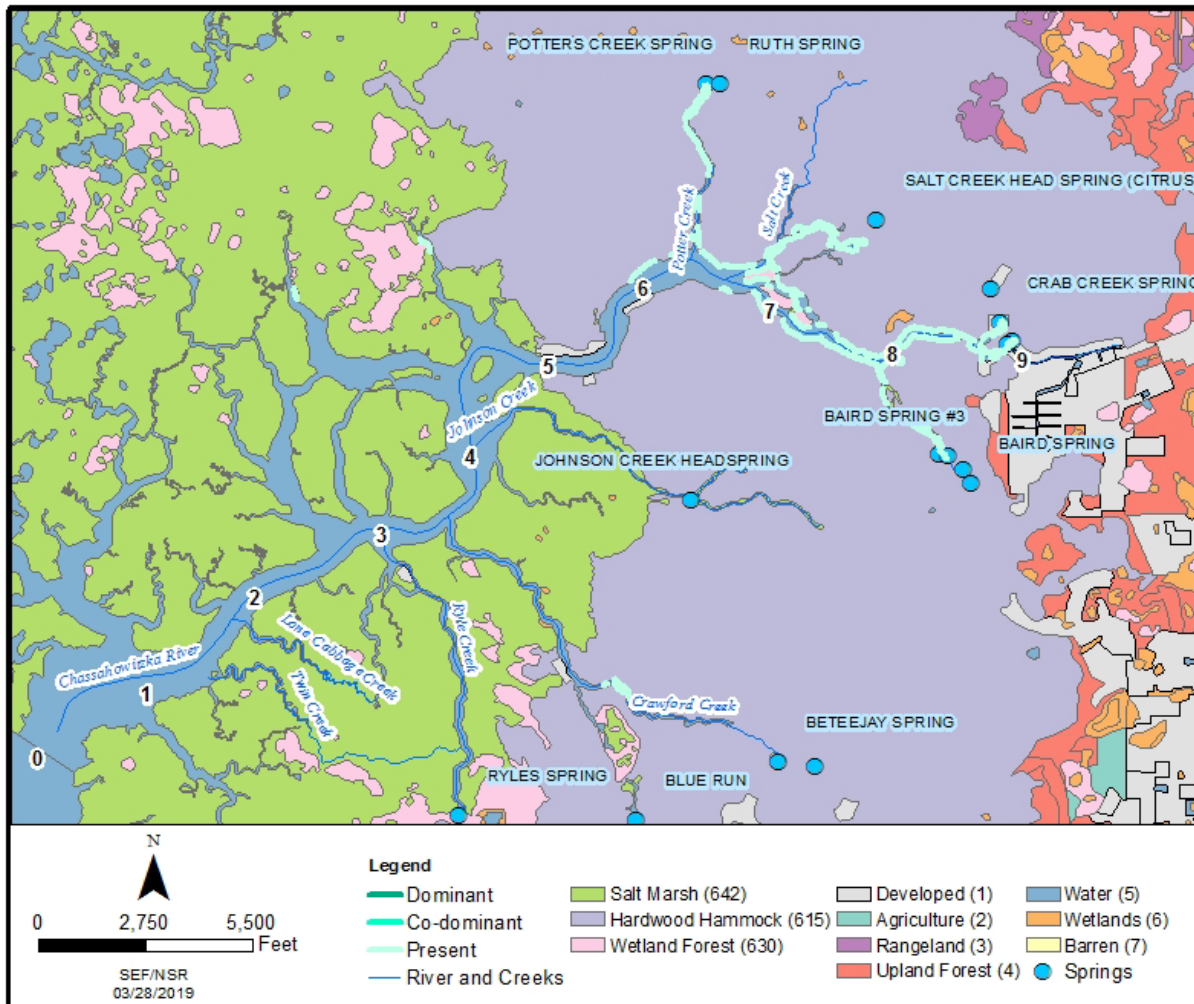 POTTERS CREEK SPRING
RUTH SPRING
SALT CREEK HEAD SPRING (CITRUS
Salt Creek
Potter Creek
CRAB CREEK SPRING
6
7
5
8
9
BAIRD SPRING #3
BAIRD SPRING
Johnson Creek
4
JOHNSON CREEK HEADSPRING
3
2
Ryle Creek
Lone Cabbage Creek
Chassahowitzka River
1
Twin Creek
Crawford Creek
BETEEJAY SPRING
0
RYLES SPRING
BLUE RUN
N
0 2,750 5,500
Feet
SEF/NSR
03/28/2019
Legend
Dominant
Co-dominant
Present
River and Creeks
Salt Marsh (642)
Hardwood Hammock (615)
Wetland Forest (630)
Developed (1)
Agriculture (2)
Rangeland (3)
Upland Forest (4)
Water (5)
Wetlands (6)
Barren (7)
Springs